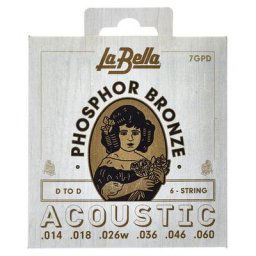 La Bella
7GPD
PHOSPHOR BRONZE
D TO D
6 - STRING
ACOUSTIC
.014 .018 .026w .036 .046 .060